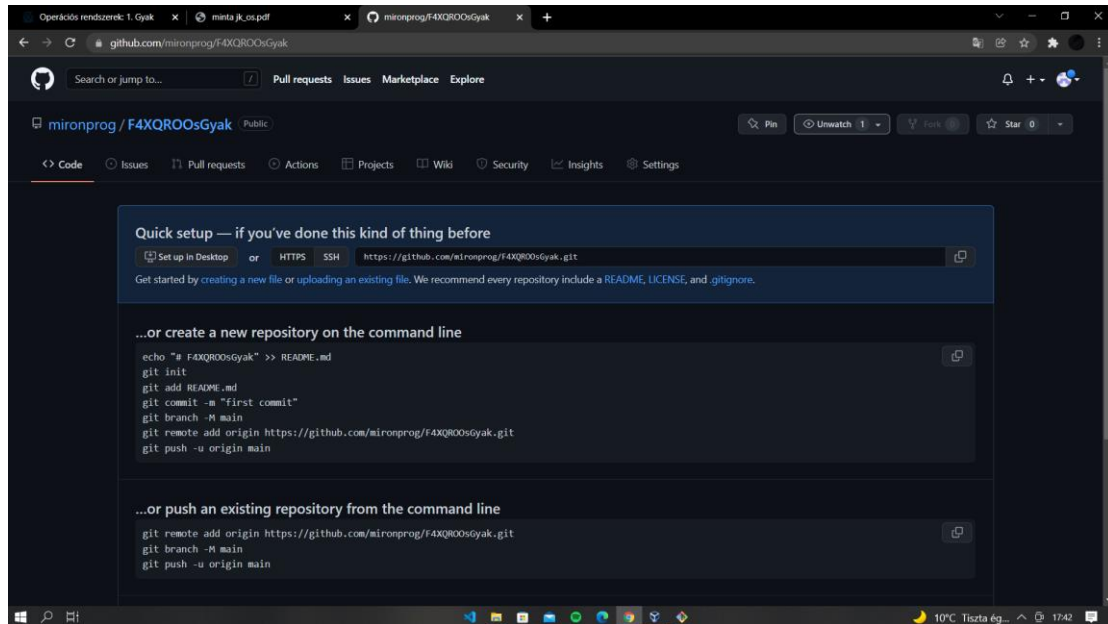 Operációs rendszerek: 1. Gyak
minta jk_os.pdf
mironprog/F4XQROOsGyak
github.com/mironprog/F4XQROOsGyak
Search or jump to...
/
Pull requests Issues Marketplace Explore
mironprog / F4XQROOsGyak Public
Pin
Unwatch 1
Fork 0
Star 0
Code Issues Pull requests Actions Projects Wiki Security Insights Settings
Quick setup — if you've done this kind of thing before
Set up in Desktop or HTTPS SSH https://github.com/mironprog/F4XQROOsGyak.git
Get started by creating a new file or uploading an existing file. We recommend every repository include a README, LICENSE, and .gitignore.
...or create a new repository on the command line
echo "# F4XQROOsGyak" >> README.md
git init
git add README.md
git commit -m "first commit"
git branch -M main
git remote add origin https://github.com/mironprog/F4XQROOsGyak.git
git push -u origin main
...or push an existing repository from the command line
git remote add origin https://github.com/mironprog/F4XQROOsGyak.git
git branch -M main
git push -u origin main
10°C Tiszta ég... 17:42